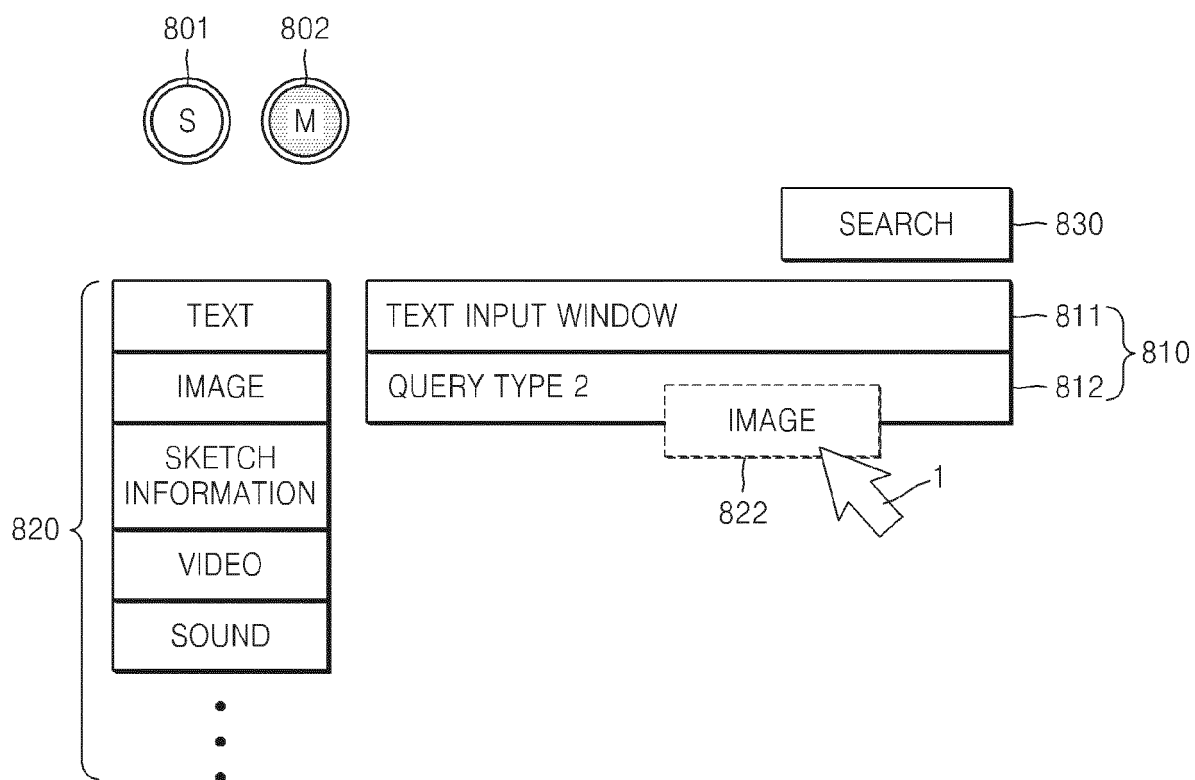 801 802
S M
SEARCH 830
TEXT TEXT INPUT WINDOW 811
810
IMAGE QUERY TYPE 2 812
IMAGE
SKETCH
INFORMATION
1
822
820
VIDEO
SOUND